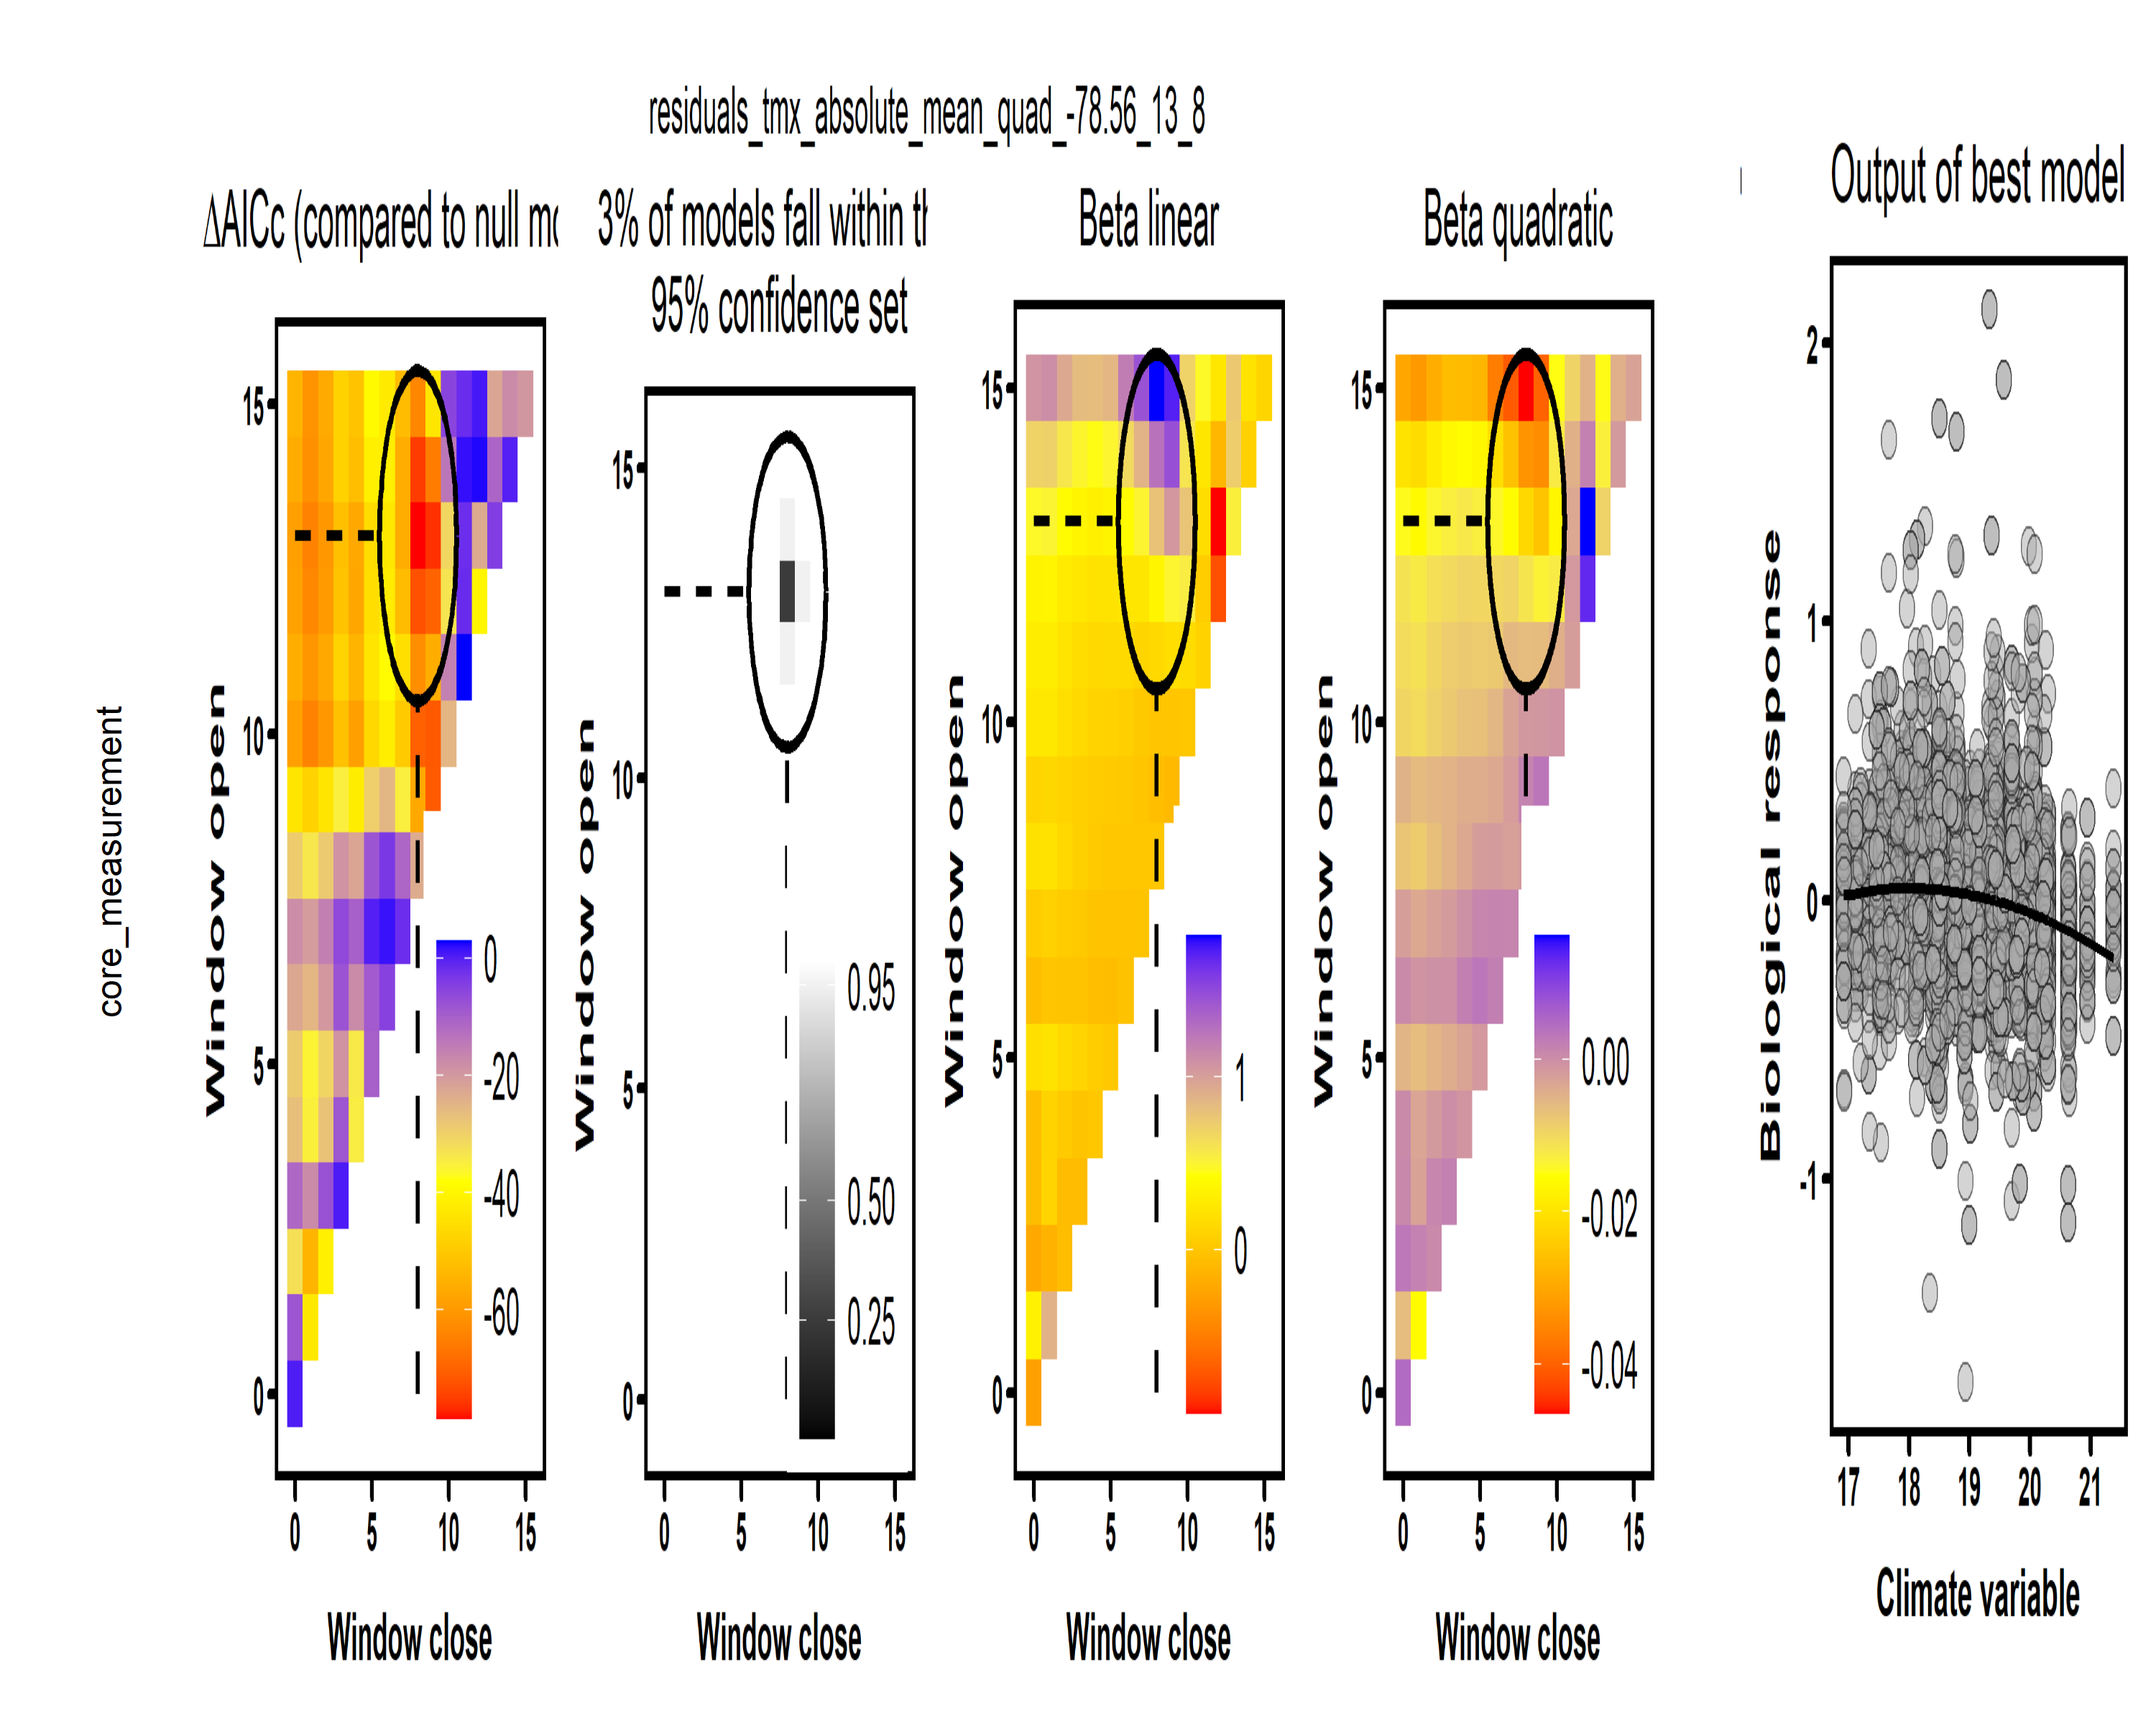 residuals_tmx_absolute_mean_quad_-78.56_13_8
ΔAICc (compared to null mo
3% of models fall within th
95% confidence set
Beta linear
Beta quadratic
Output of best model
core_measurement
Window open
15
10
5
0
0
-20
-40
-60
0
5
10
15
Window close
Window open
15
10
5
0
0.95
0.50
0.25
0
5
10
15
Window close
Window open
15
10
5
0
1
0
0
5
10
15
Window close
Window open
15
10
5
0
0.00
-0.02
-0.04
0
5
10
15
Window close
Biological response
2
1
0
-1
17
18
19
20
21
Climate variable